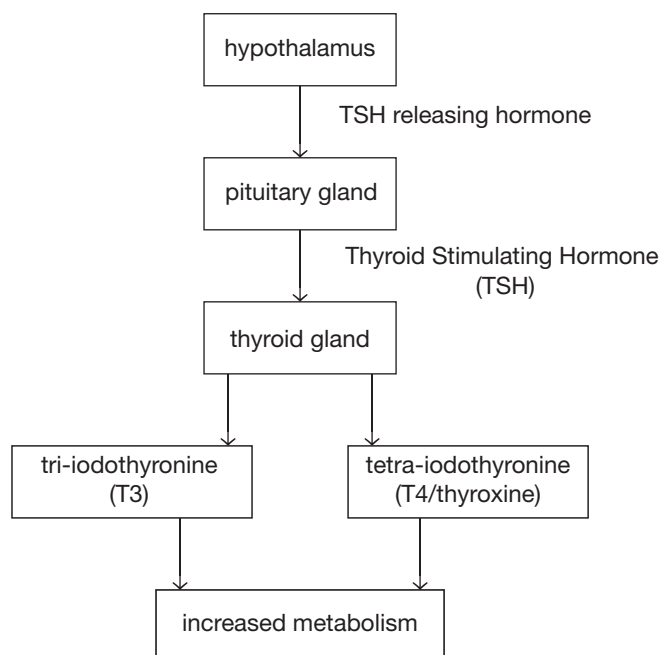 hypothalamus
TSH releasing hormone
pituitary gland
Thyroid Stimulating Hormone
(TSH)
thyroid gland
tri-iodothyronine
(T3)
tetra-iodothyronine
(T4/thyroxine)
increased metabolism